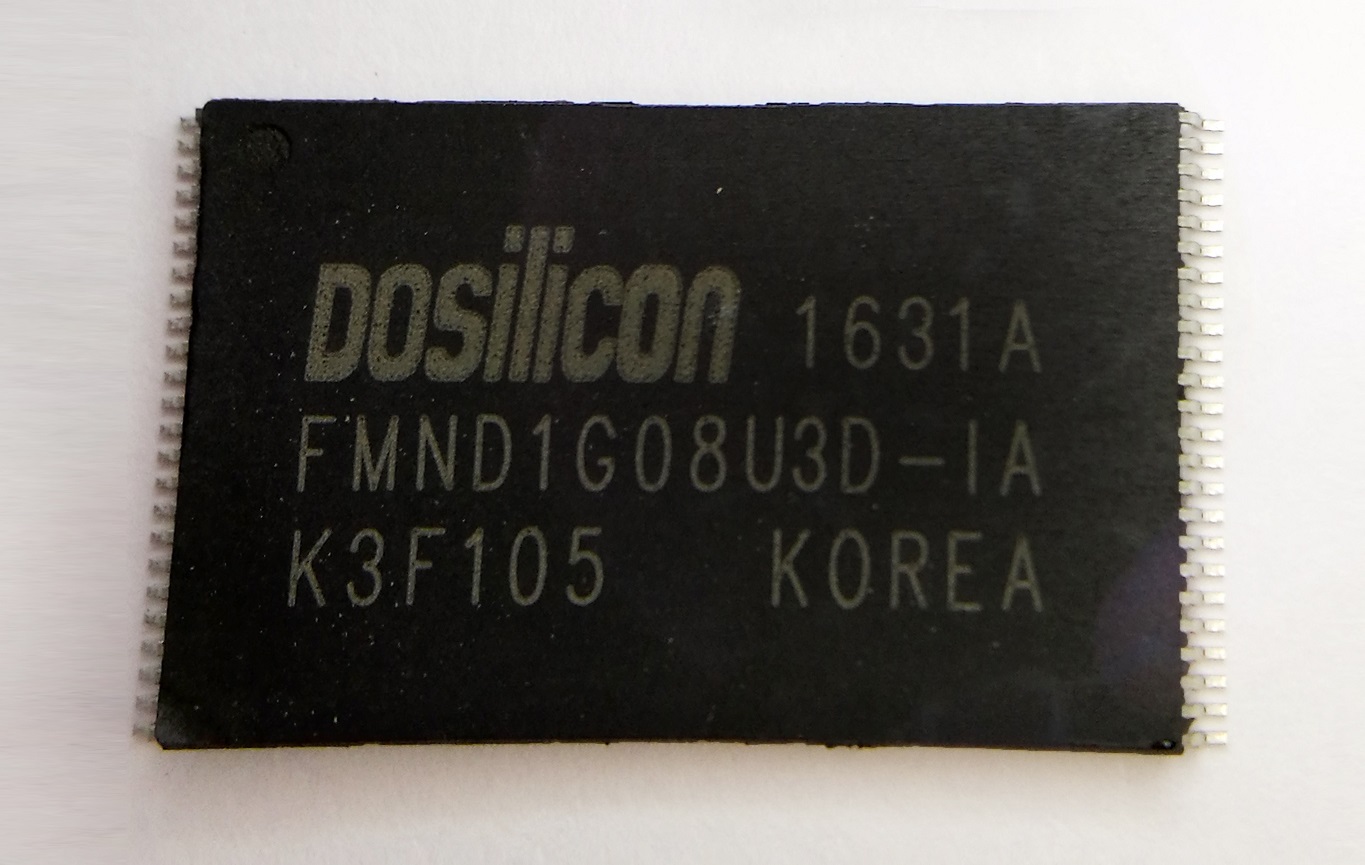 Dosilicon 1631A
FMND1G08U3D-IA
K3F105 KOREA